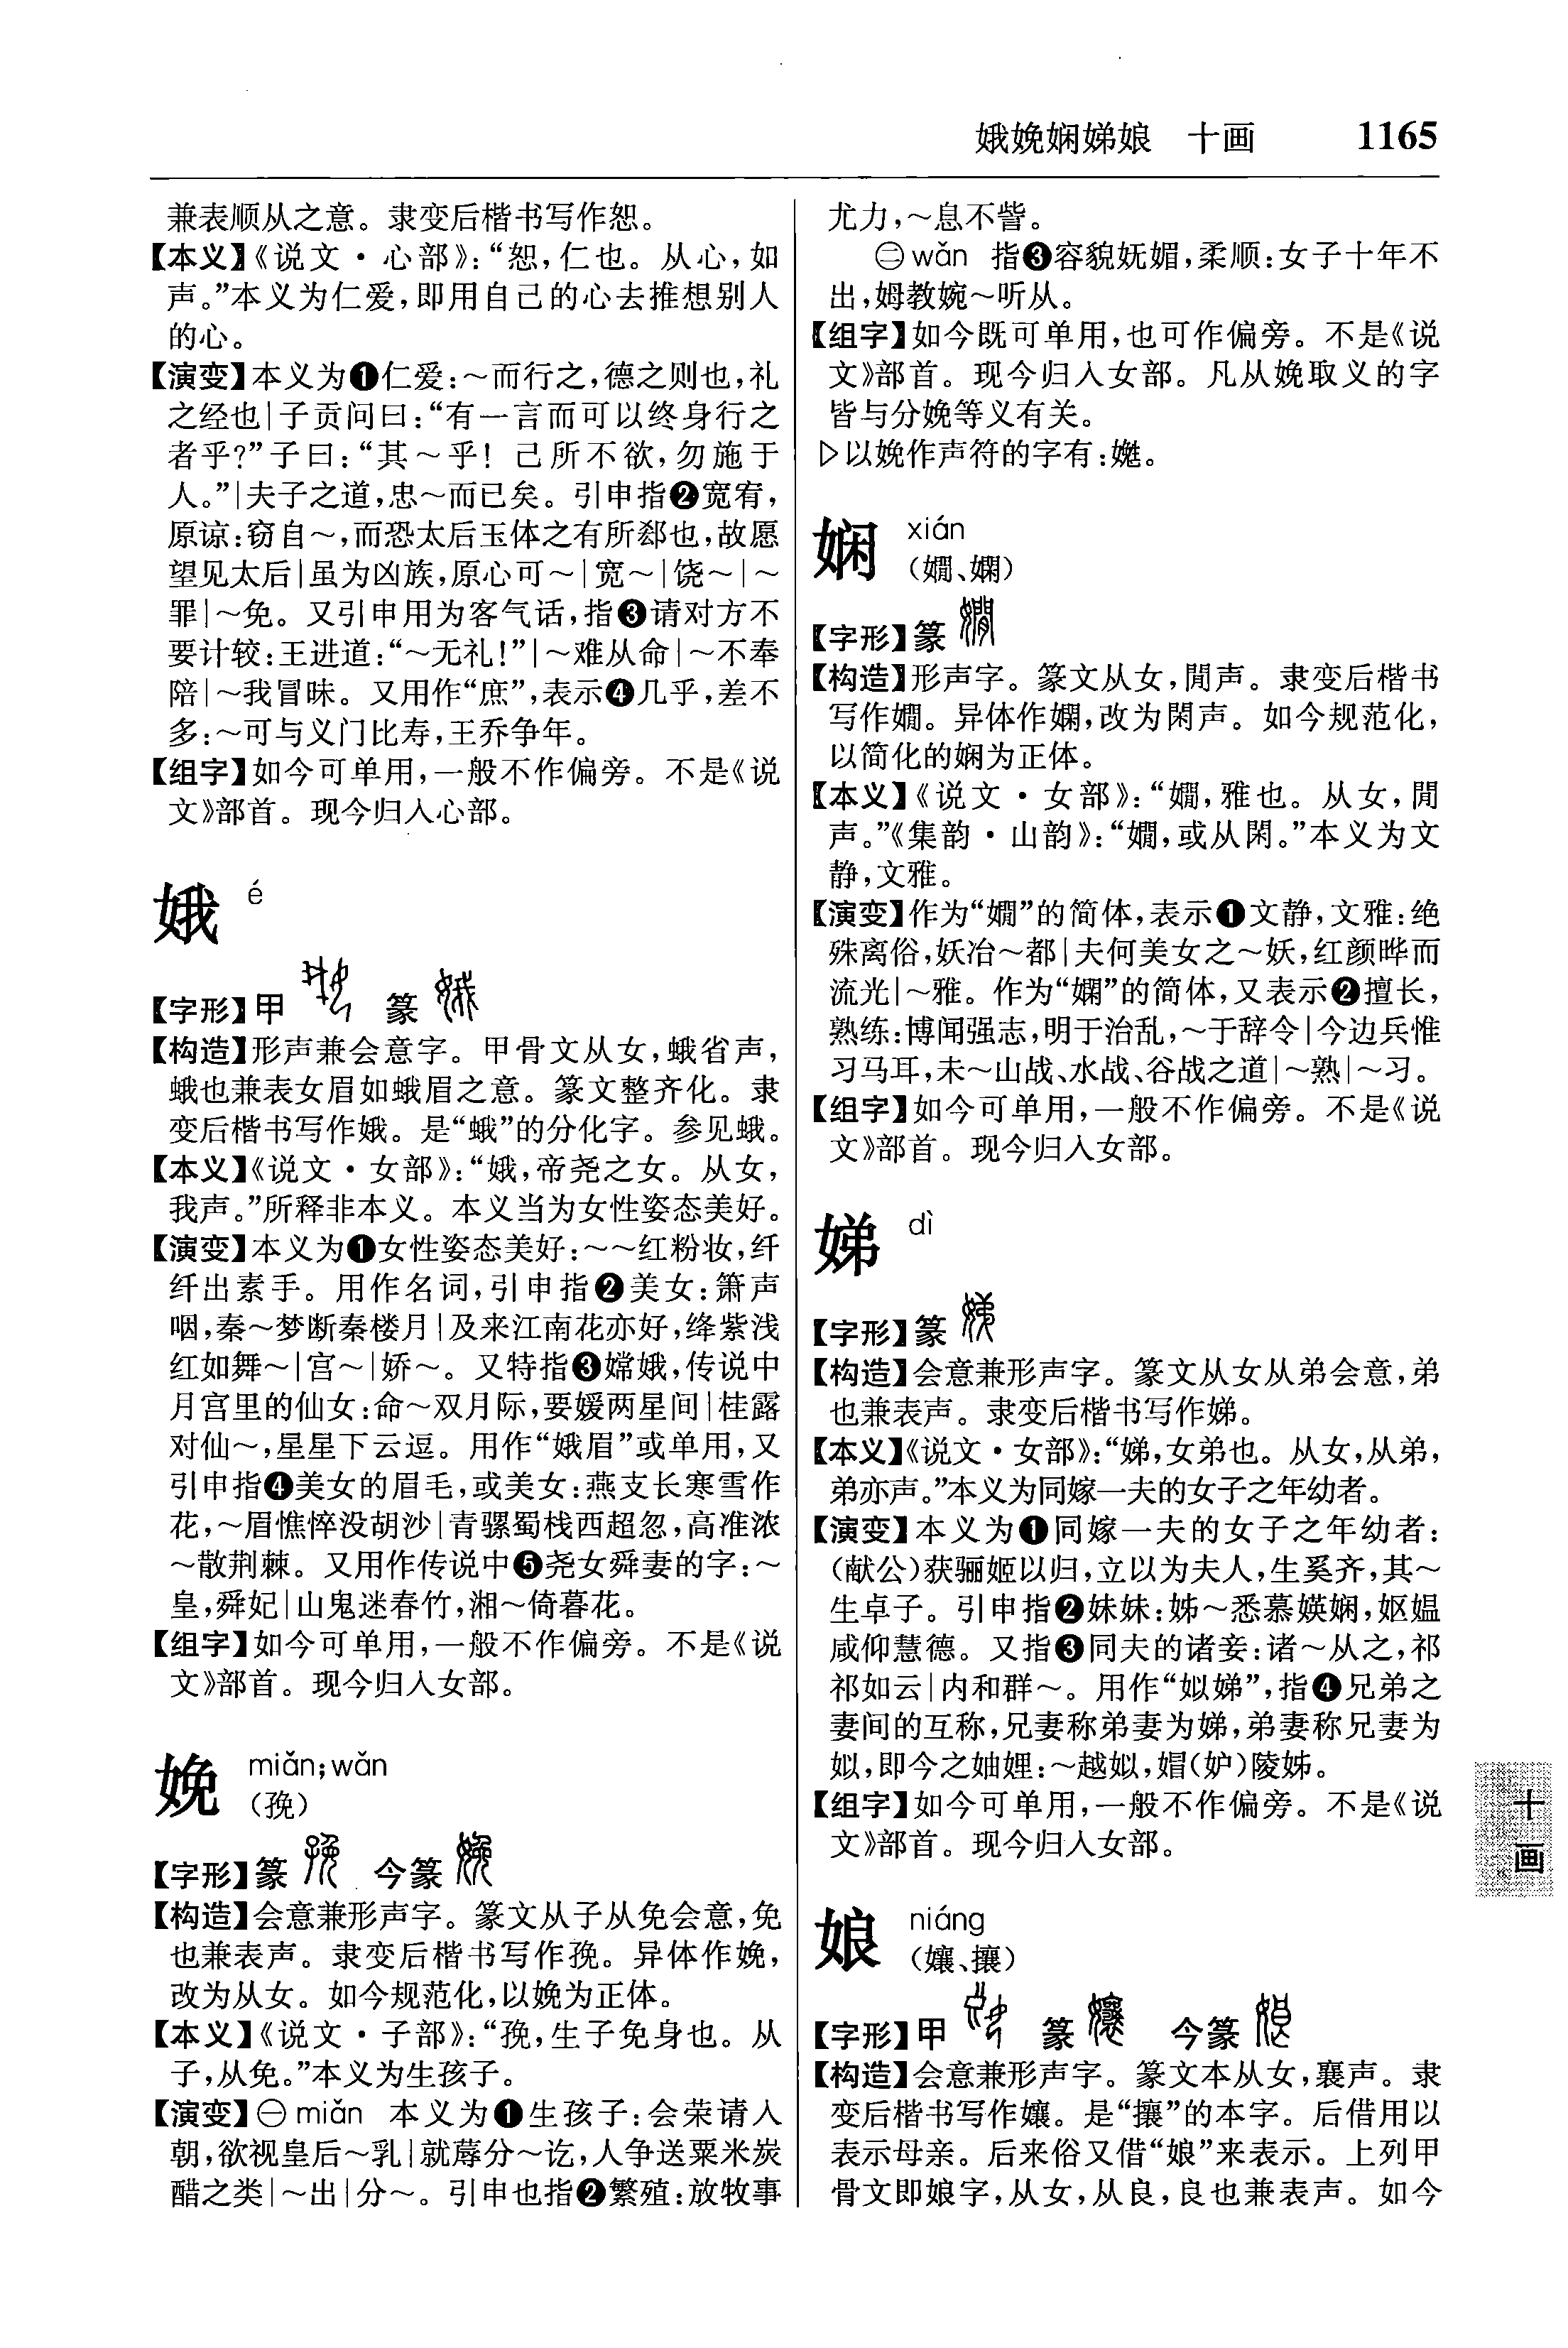 娥娩娴娣娘　十画　1165
兼表顺从之意。隶变后楷书写作恕。
【本义】《说文·心部》：“恕，仁也。从心，如
声。”本义为仁爱，即用自己的心去推想别人
的心。
【演变】本义为❶仁爱：～而行之，德之则也，礼
之经也|子贡问曰：“有一言而可以终身行之
者乎？”子曰：“其～乎！己所不欲，勿施于
人。”|夫子之道，忠～而已矣。引申指❷宽宥，
原谅：窃自～，而恐太后玉体之有所郄也，故愿
望见太后|虽为凶族，原心可～|宽～|饶～|～
罪|～免。又引申用为客气话，指❸请对方不
要计较：王进道：“～无礼！”|～难从命|～不奉
陪|～我冒昧。又用作“庶”，表示❹几乎，差不
多：～可与义门比寿，王乔争年。
【组字】如今可单用，一般不作偏旁。不是《说
文》部首。现今归入心部。
娥 é
【字形】甲 篆
【构造】形声兼会意字。甲骨文从女，蛾省声，
蛾也兼表女眉如蛾眉之意。篆文整齐化。隶
变后楷书写作娥。是“蛾”的分化字。参见蛾。
【本义】《说文·女部》：“娥，帝尧之女。从女，
我声。”所释非本义。本义当为女性姿态美好。
【演变】本义为❶女性姿态美好：～～红粉妆，纤
纤出素手。用作名词，引申指❷美女：箫声
咽，秦～梦断秦楼月|及来江南花亦好，绛紫浅
红如舞～|宫～|娇～。又特指❸嫦娥，传说中
月宫里的仙女：命～双月际，要媛两星间|桂露
对仙～，星星下云逗。用作“娥眉”或单用，又
引申指❹美女的眉毛，或美女：燕支长寒雪作
花，～眉憔悴没胡沙|青骡蜀栈西超忽，高准浓
～散荆棘。又用作传说中❺尧女舜妻的字：～
皇，舜妃|山鬼迷春竹，湘～倚暮花。
【组字】如今可单用，一般不作偏旁。不是《说
文》部首。现今归入女部。
娩 miǎn；wǎn
（㝃）
【字形】篆 今篆
【构造】会意兼形声字。篆文从子从免会意，免
也兼表声。隶变后楷书写作㝃。异体作娩，
改为从女。如今规范化，以娩为正体。
【本义】《说文·子部》：“㝃，生子免身也。从
子，从免。”本义为生孩子。
【演变】㊀miǎn 本义为❶生孩子：会荣请入
朝，欲视皇后～乳|就蓐分～讫，人争送粟米炭
醋之类|～出|分～。引申也指❷繁殖：放牧事
尤力，～息不訾。
㊁wǎn 指❸容貌妩媚，柔顺：女子十年不
出，姆教婉～听从。
【组字】如今既可单用，也可作偏旁。不是《说
文》部首。现今归入女部。凡从娩取义的字
皆与分娩等义有关。
▷以娩作声符的字有：嬎。
娴 xián
（嫺、嫻）
【字形】篆
【构造】形声字。篆文从女，閒声。隶变后楷书
写作嫺。异体作嫻，改为閑声。如今规范化，
以简化的娴为正体。
【本义】《说文·女部》：“嫺，雅也。从女，閒
声。”《集韵·山韵》：“嫺，或从閑。”本义为文
静，文雅。
【演变】作为“嫺”的简体，表示❶文静，文雅：绝
殊离俗，妖冶～都|夫何美女之～妖，红颜晔而
流光|～雅。作为“嫻”的简体，又表示❷擅长，
熟练：博闻强志，明于治乱，～于辞令|今边兵惟
习马耳，未～山战、水战、谷战之道|～熟|～习。
【组字】如今可单用，一般不作偏旁。不是《说
文》部首。现今归入女部。
娣 dì
【字形】篆
【构造】会意兼形声字。篆文从女从弟会意，弟
也兼表声。隶变后楷书写作娣。
【本义】《说文·女部》：“娣，女弟也。从女，从弟，
弟亦声。”本义为同嫁一夫的女子之年幼者。
【演变】本义为❶同嫁一夫的女子之年幼者：
（献公）获骊姬以归，立以为夫人，生奚齐，其～
生卓子。引申指❷妹妹：姊～悉慕媖娴，妪媪
咸仰慧德。又指❸同夫的诸妾：诸～从之，祁
祁如云|内和群～。用作“姒娣”，指❹兄弟之
妻间的互称，兄妻称弟妻为娣，弟妻称兄妻为
姒，即今之妯娌：～越姒，媢（妒）陵姊。
【组字】如今可单用，一般不作偏旁。不是《说
文》部首。现今归入女部。
娘 niáng
（孃、攘）
【字形】甲 篆 今篆
【构造】会意兼形声字。篆文本从女，襄声。隶
变后楷书写作孃。是“攘”的本字。后借用以
表示母亲。后来俗又借“娘”来表示。上列甲
骨文即娘字，从女，从良，良也兼表声。如今
十
画